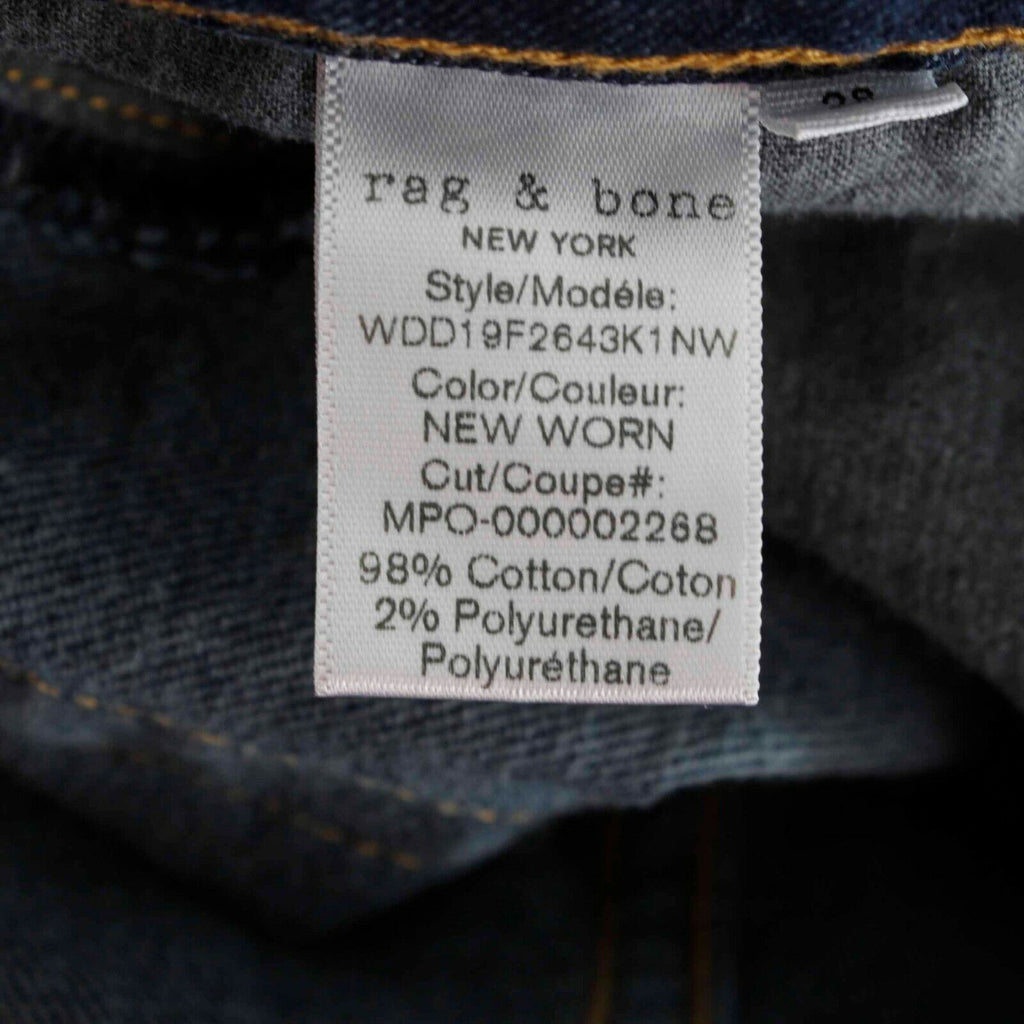 rag & bone
NEW YORK
Style/Modéle:
WDD19F2643K1NW
Color/Couleur:
NEW WORN
Cut/Coupe#:
MPO-000002268
98% Cotton/Coton
2% Polyurethane/
Polyuréthane